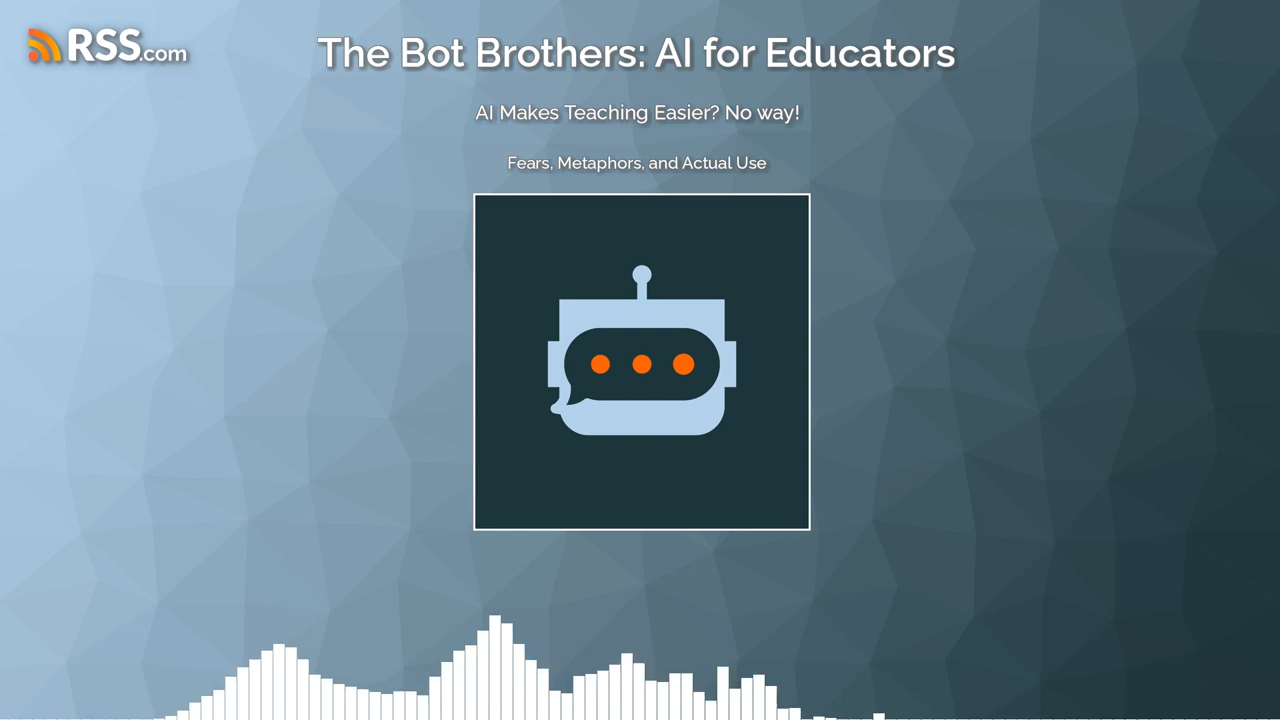 RSS.com
The Bot Brothers: AI for Educators
AI Makes Teaching Easier? No way!
Fears, Metaphors, and Actual Use